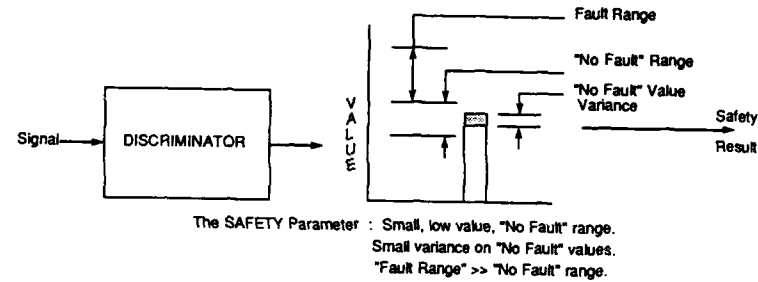 Fault Range
"No Fault" Range
"No Fault" Value
Variance
Signal
DISCRIMINATOR
VALUE
Safety
Result
The SAFETY Parameter : Small, low value, "No Fault" range.
Small variance on "No Fault" values.
"Fault Range" >> "No Fault" range.